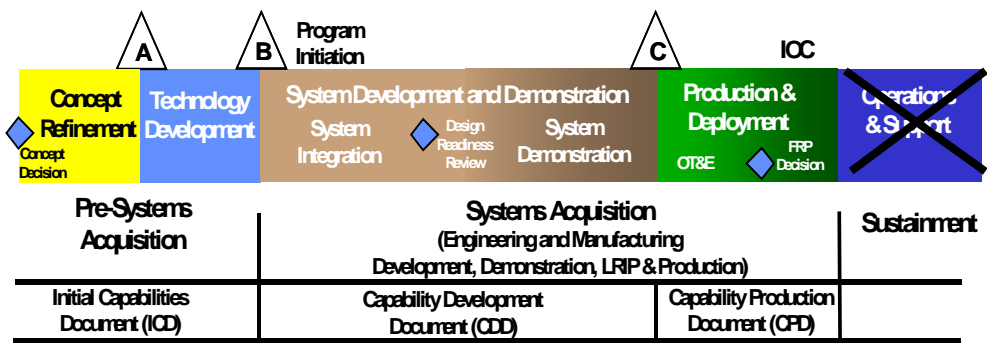 A
B
Program
Initiation
C
IOC
Concept
Refinement
Concept
Decision
Technology
Development
System Development and Demonstration
System
Integration
Design
Readiness
Review
System
Demonstration
Production &
Deployment
OT&E
FRP
Decision
Operations
& Support
Pre-Systems
Acquisition
Systems Acquisition
(Engineering and Manufacturing
Development, Demonstration, LRIP & Production)
Sustainment
Initial Capabilities
Document (ICD)
Capability Development
Document (CDD)
Capability Production
Document (CPD)